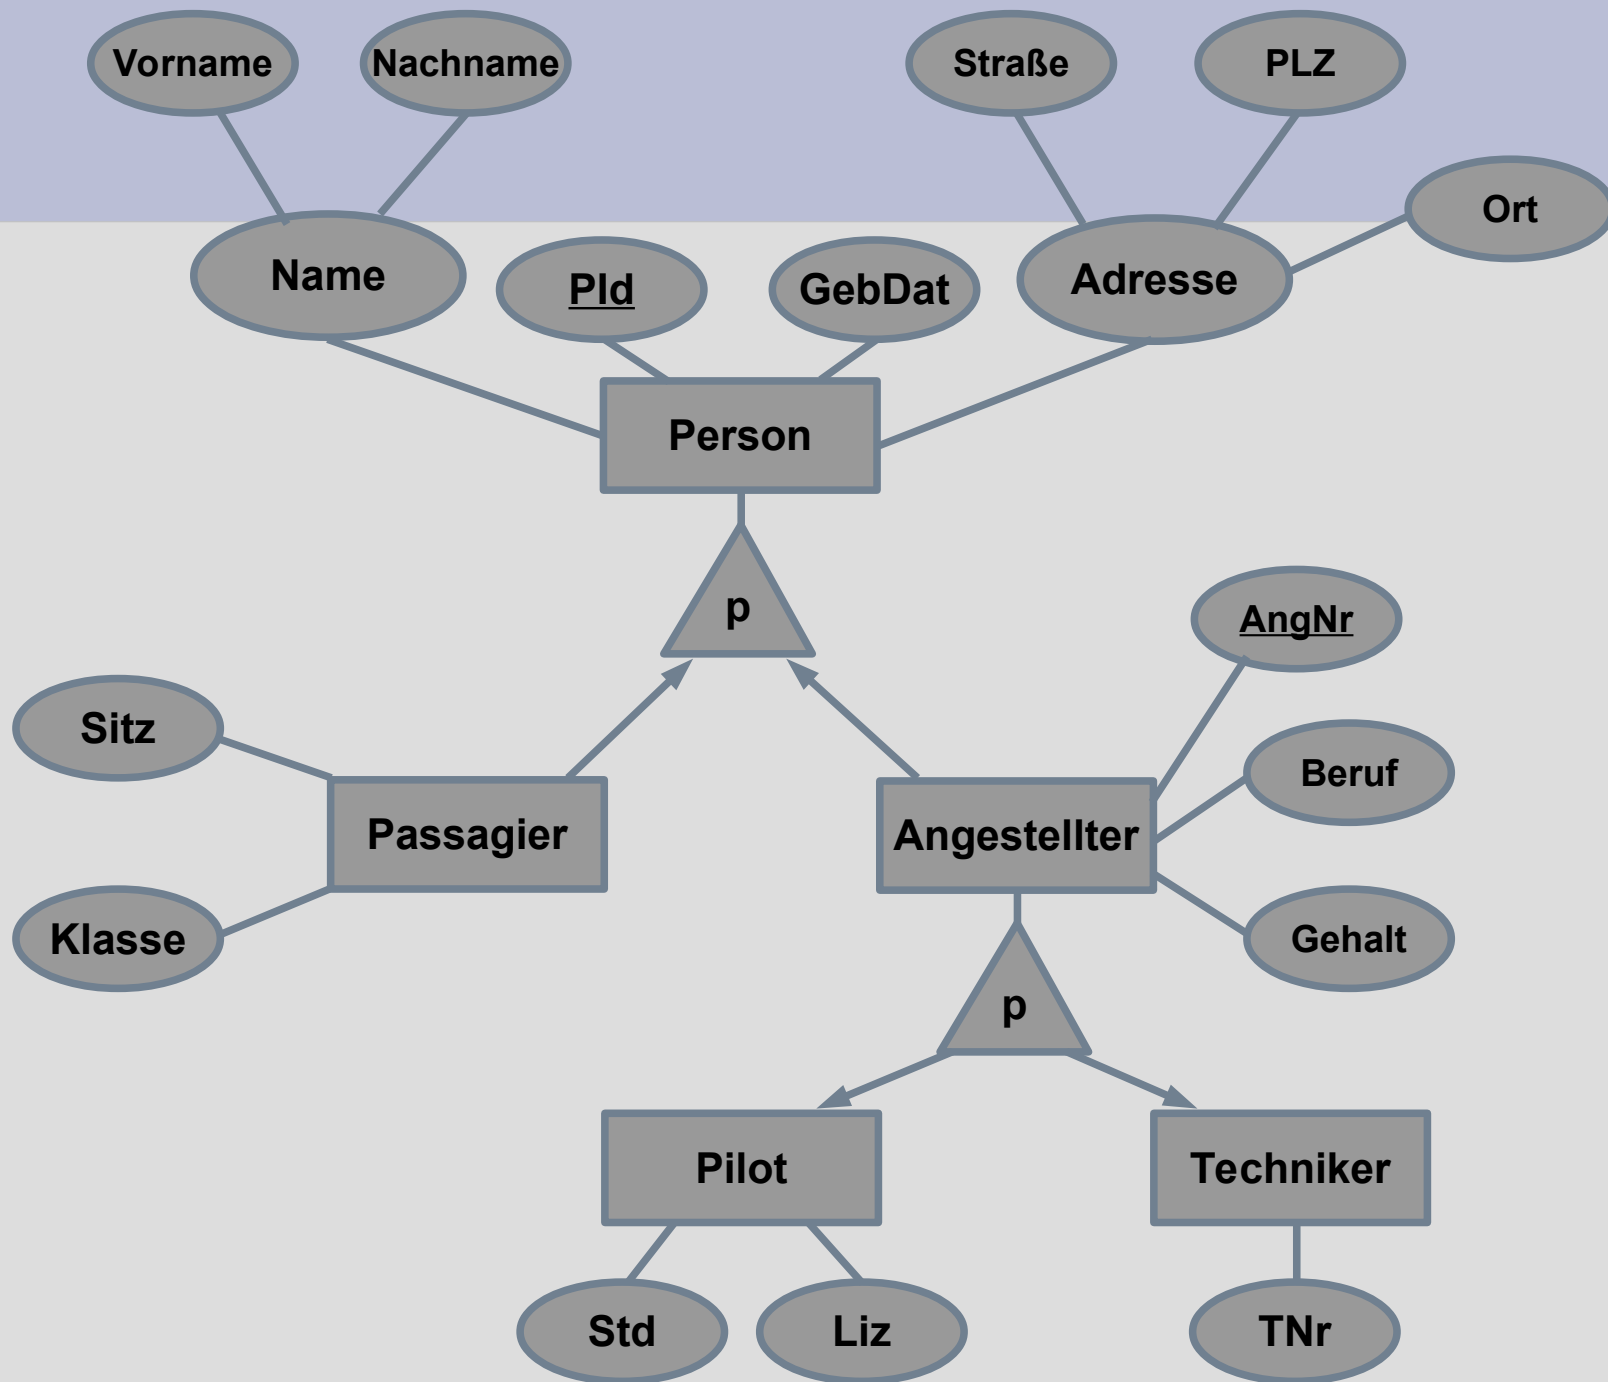 Vorname
Nachname
Straße
PLZ
Ort
Name
PId
GebDat
Adresse
Person
p
AngNr
Sitz
Beruf
Passagier
Angestellter
Klasse
Gehalt
p
Pilot
Techniker
Std
Liz
TNr